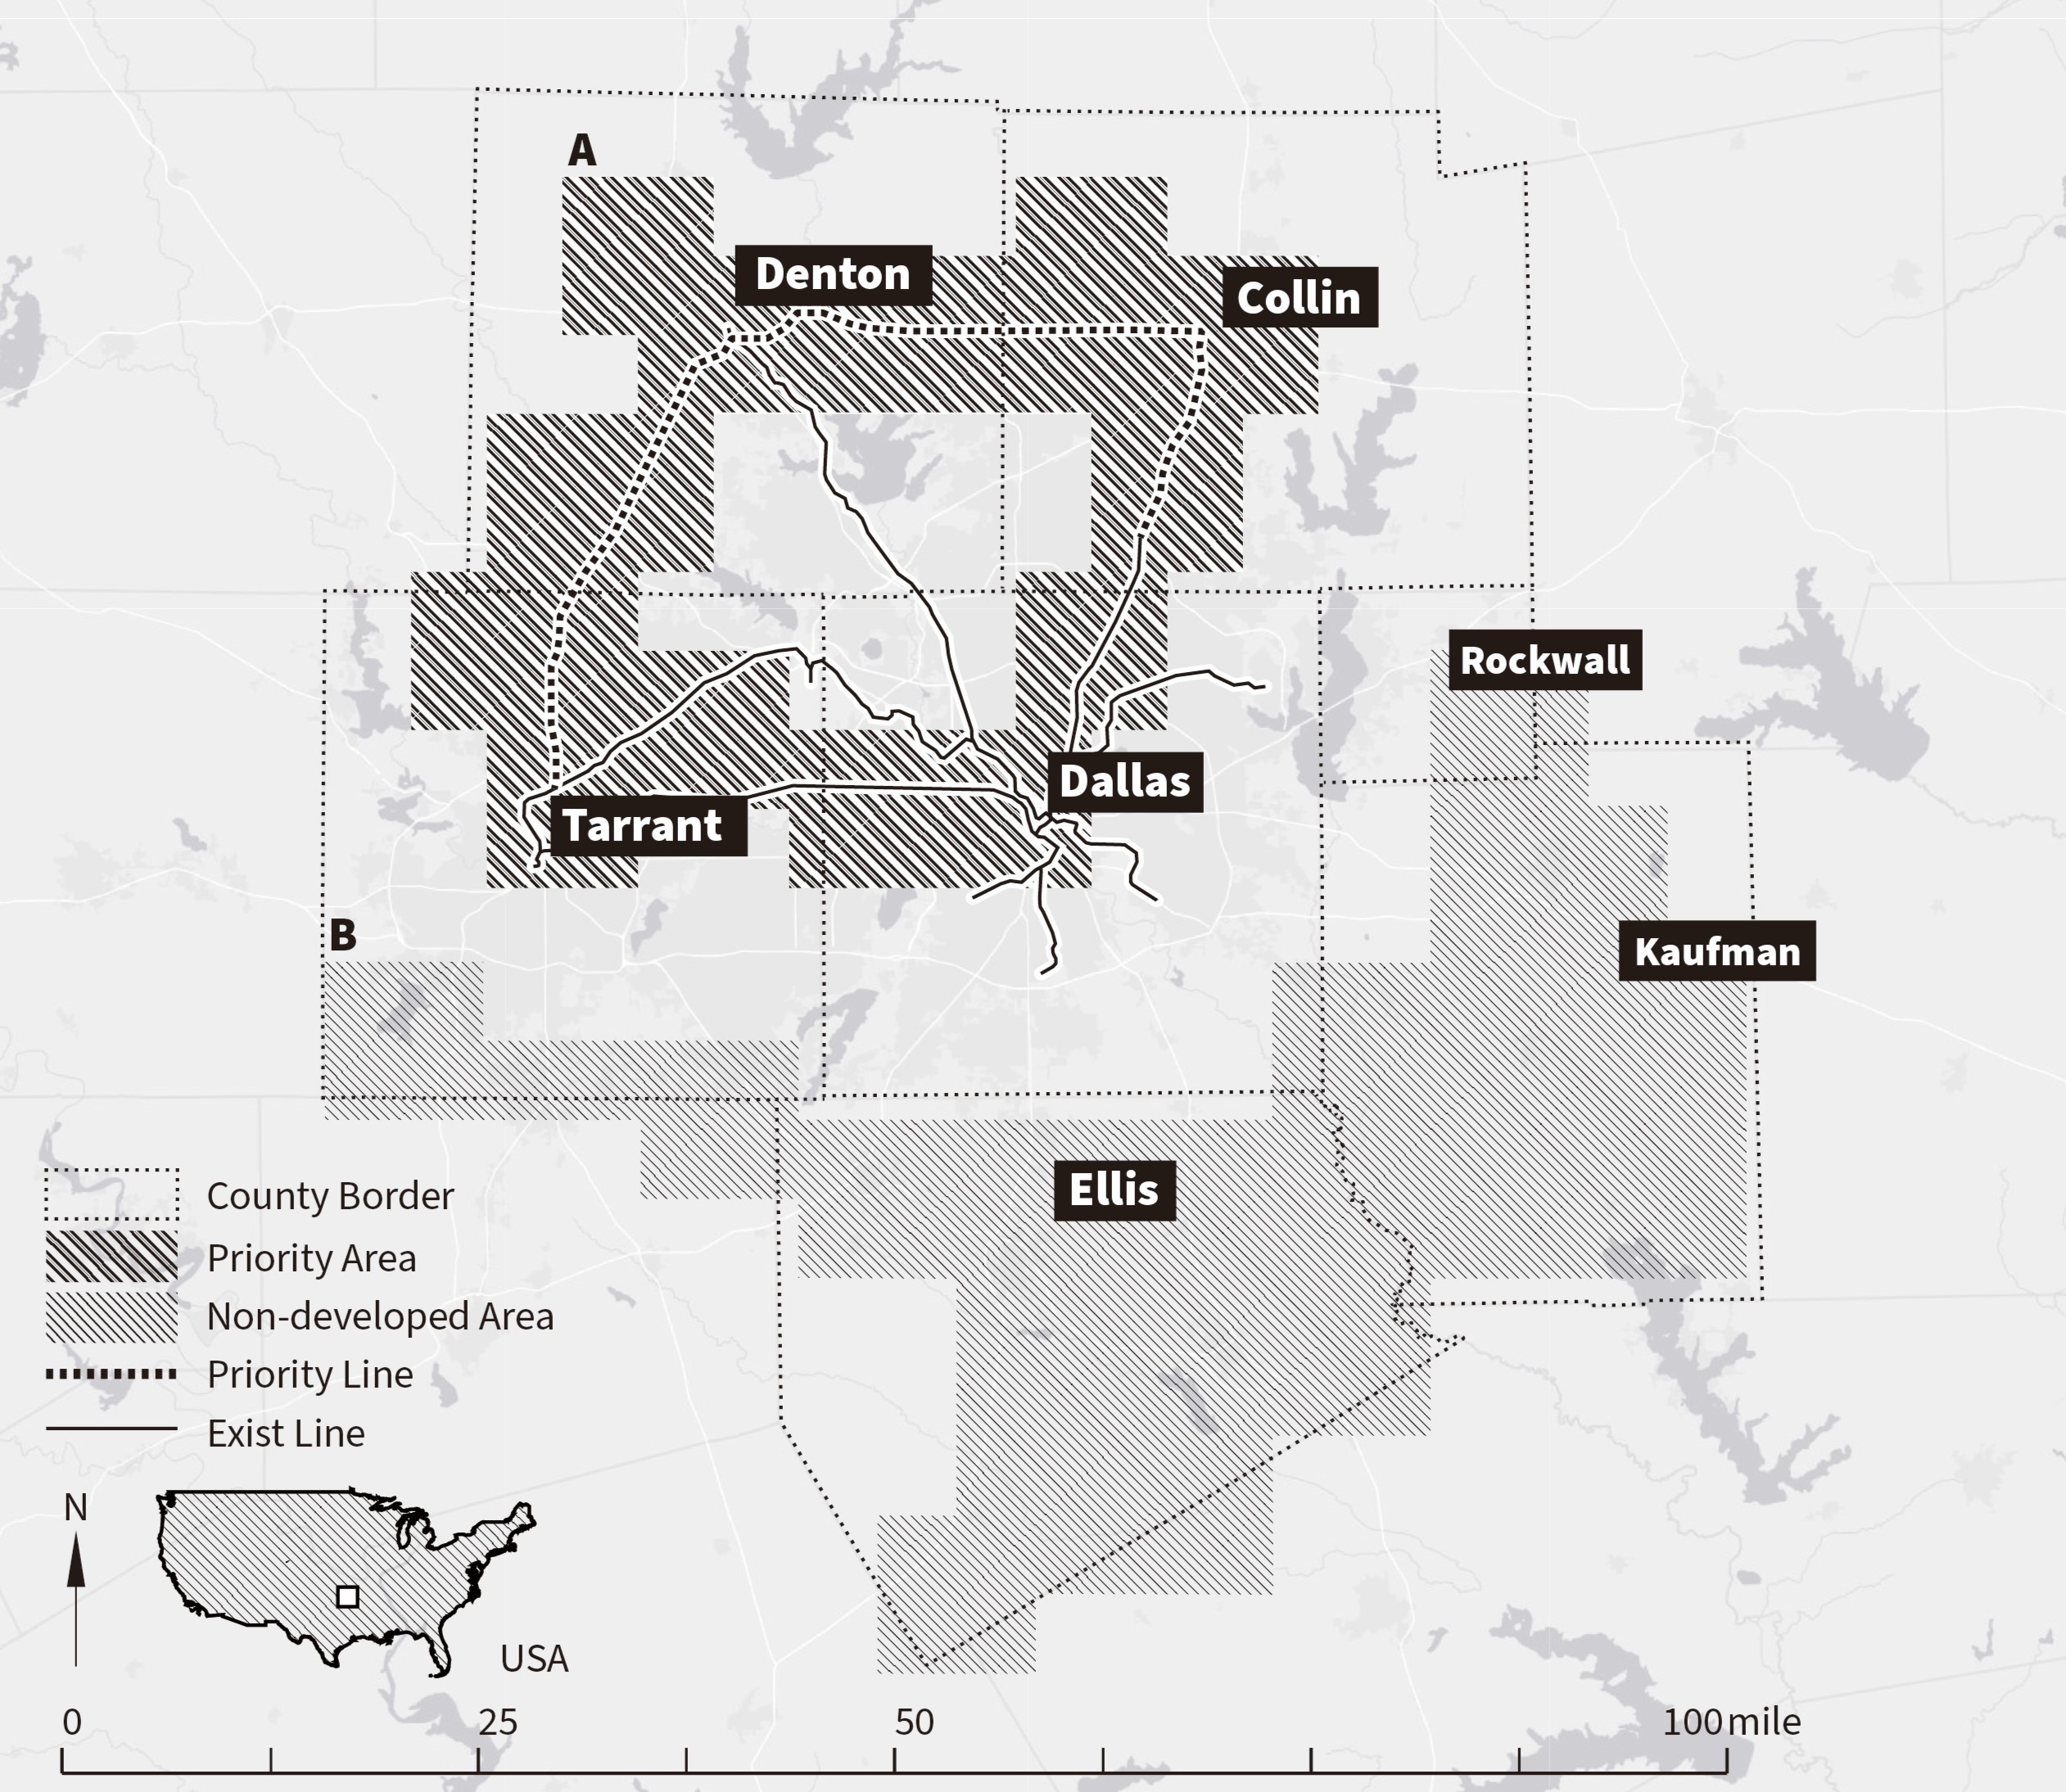 A
Denton
Collin
Rockwall
Dallas
Tarrant
B
Kaufman
Ellis
County Border
Priority Area
Non-developed Area
Priority Line
Exist Line
N
USA
0 25 50 100 mile